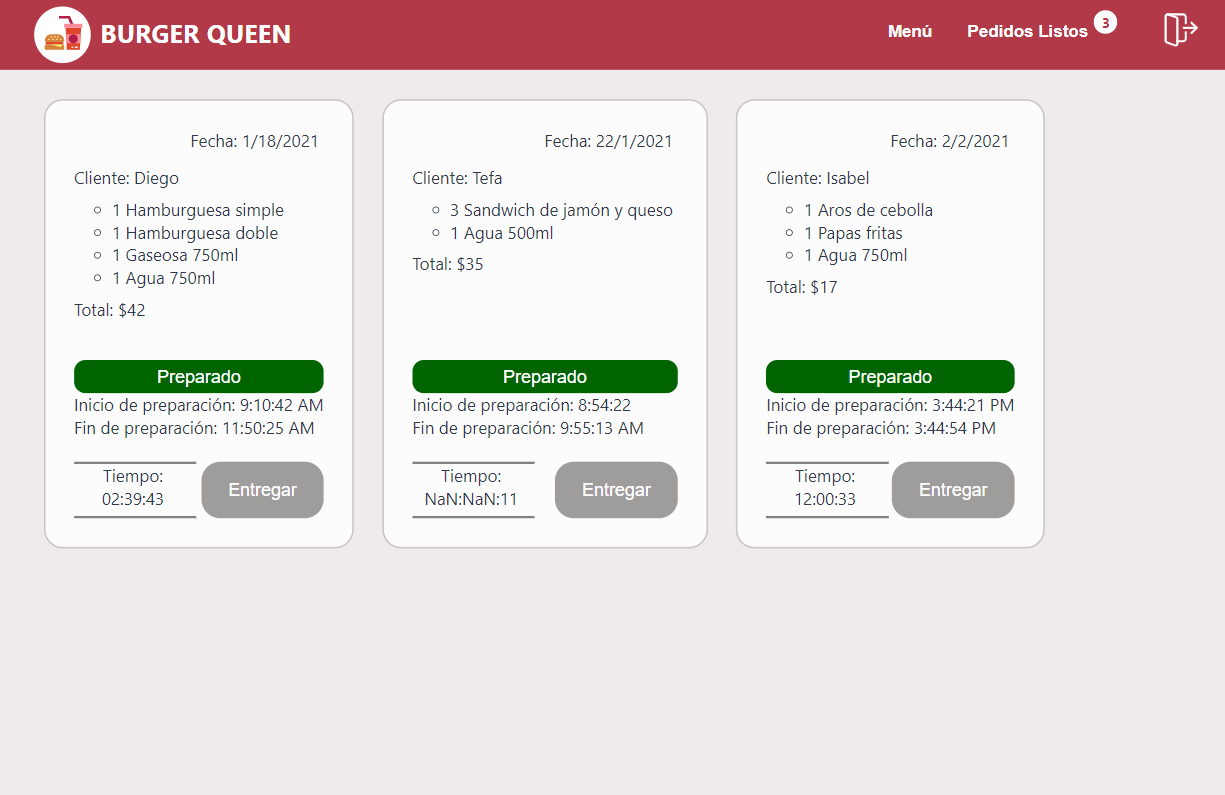 BURGER QUEEN
Menú
Pedidos Listos 3
Fecha: 1/18/2021
Cliente: Diego
1 Hamburguesa simple
1 Hamburguesa doble
1 Gaseosa 750ml
1 Agua 750ml
Total: $42
Preparado
Inicio de preparación: 9:10:42 AM
Fin de preparación: 11:50:25 AM
Tiempo:
02:39:43
Entregar
Fecha: 22/1/2021
Cliente: Tefa
3 Sandwich de jamón y queso
1 Agua 500ml
Total: $35
Preparado
Inicio de preparación: 8:54:22
Fin de preparación: 9:55:13 AM
Tiempo:
NaN:NaN:11
Entregar
Fecha: 2/2/2021
Cliente: Isabel
1 Aros de cebolla
1 Papas fritas
1 Agua 750ml
Total: $17
Preparado
Inicio de preparación: 3:44:21 PM
Fin de preparación: 3:44:54 PM
Tiempo:
12:00:33
Entregar